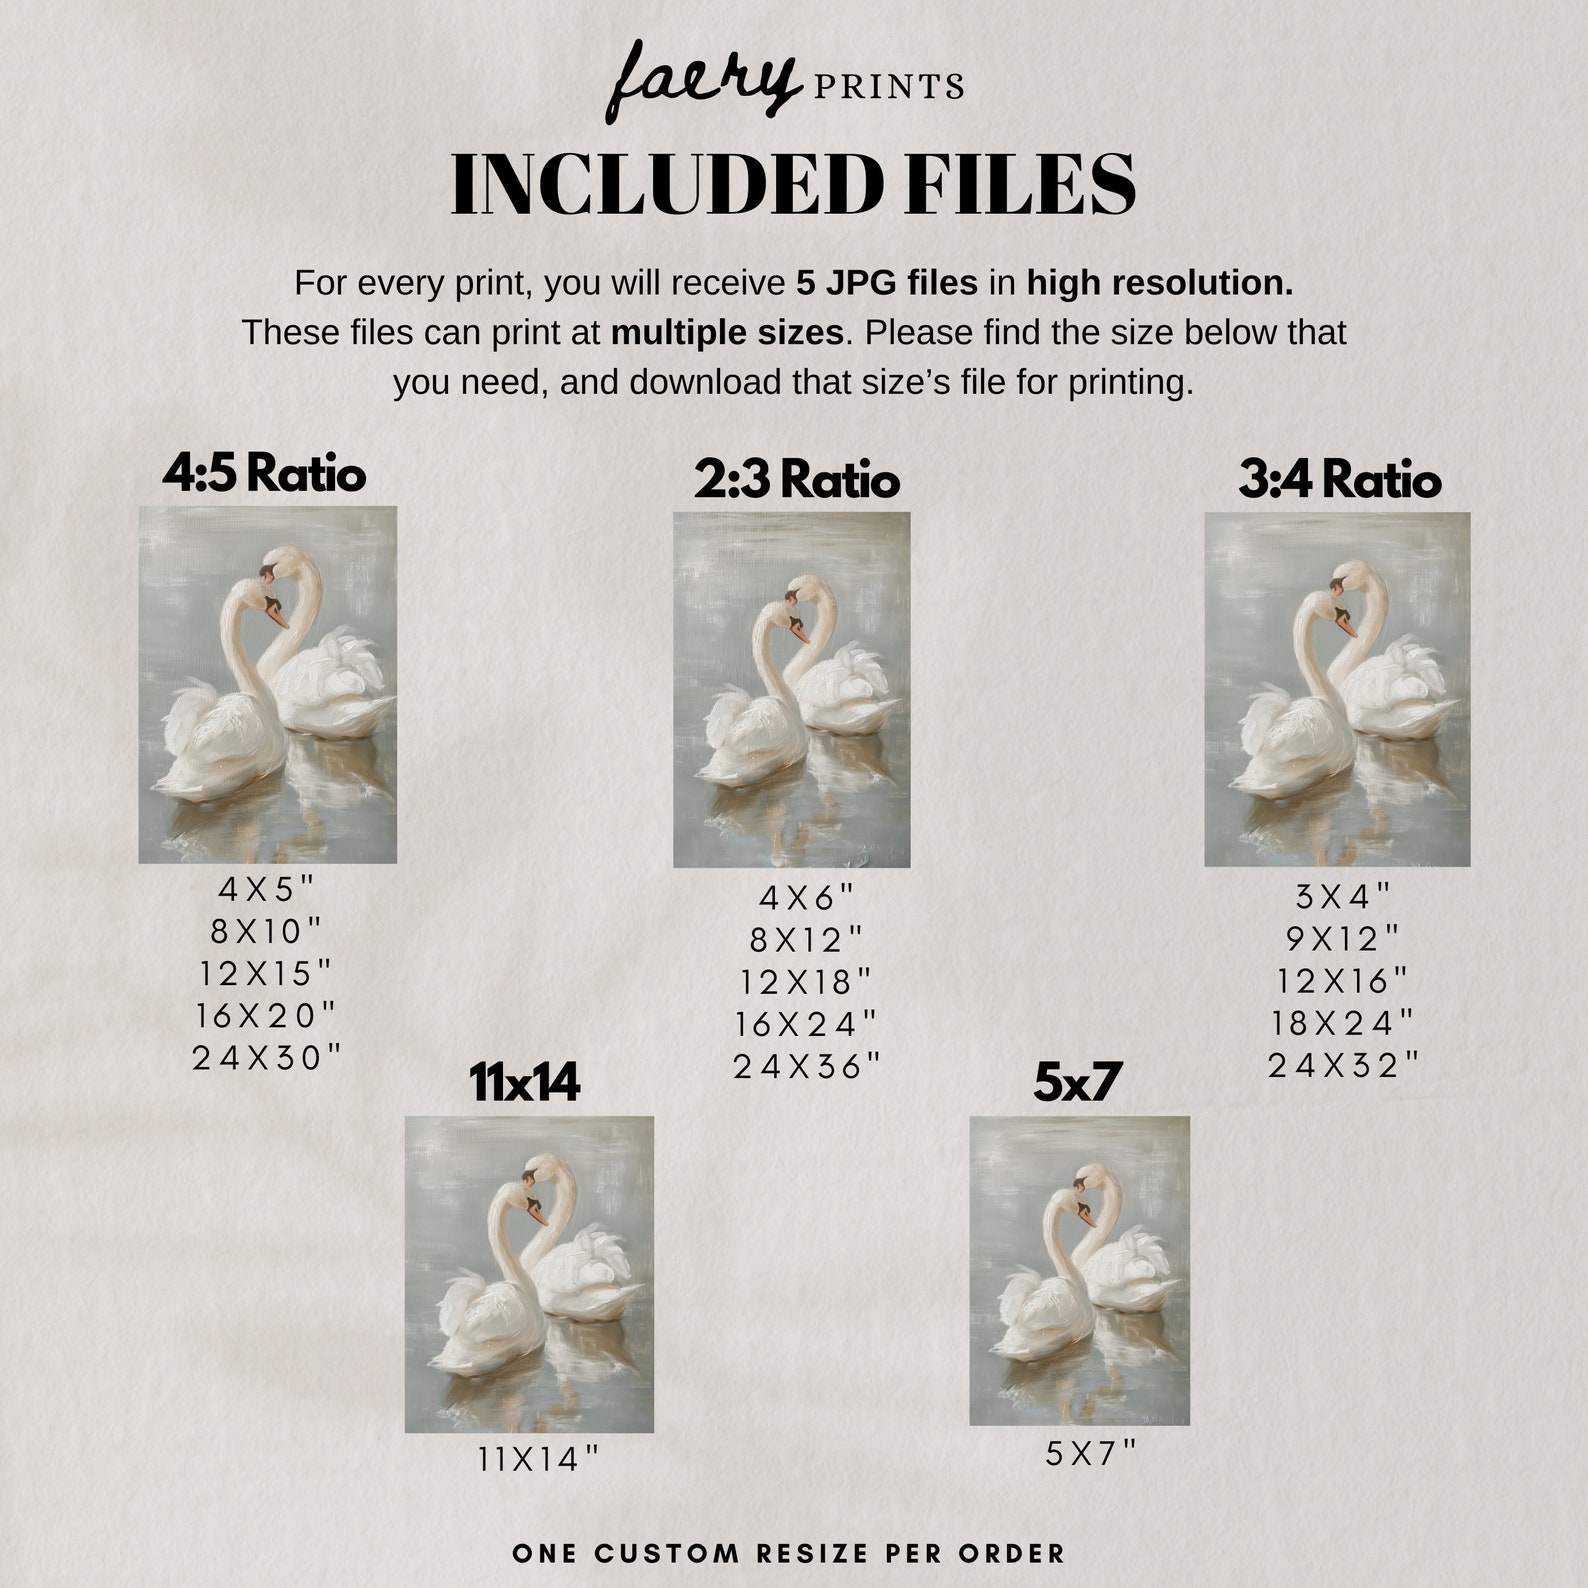 faery PRINTS
INCLUDED FILES
For every print, you will receive 5 JPG files in high resolution.
These files can print at multiple sizes. Please find the size below that
you need, and download that size’s file for printing.
4:5 Ratio
4X5"
8X10"
12X15"
16X20"
24X30"
2:3 Ratio
4X6"
8X12"
12X18"
16X24"
24X36"
3:4 Ratio
3X4"
9X12"
12X16"
18X24"
24X32"
11x14
11X14"
5x7
5X7"
ONE CUSTOM RESIZE PER ORDER